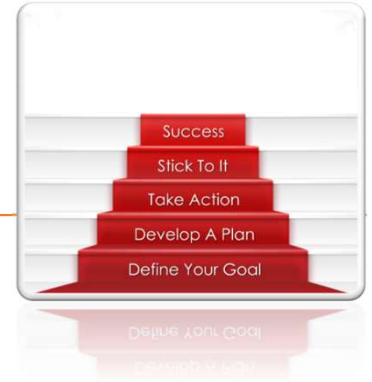 Success
Stick To It
Take Action
Develop A Plan
Define Your Goal